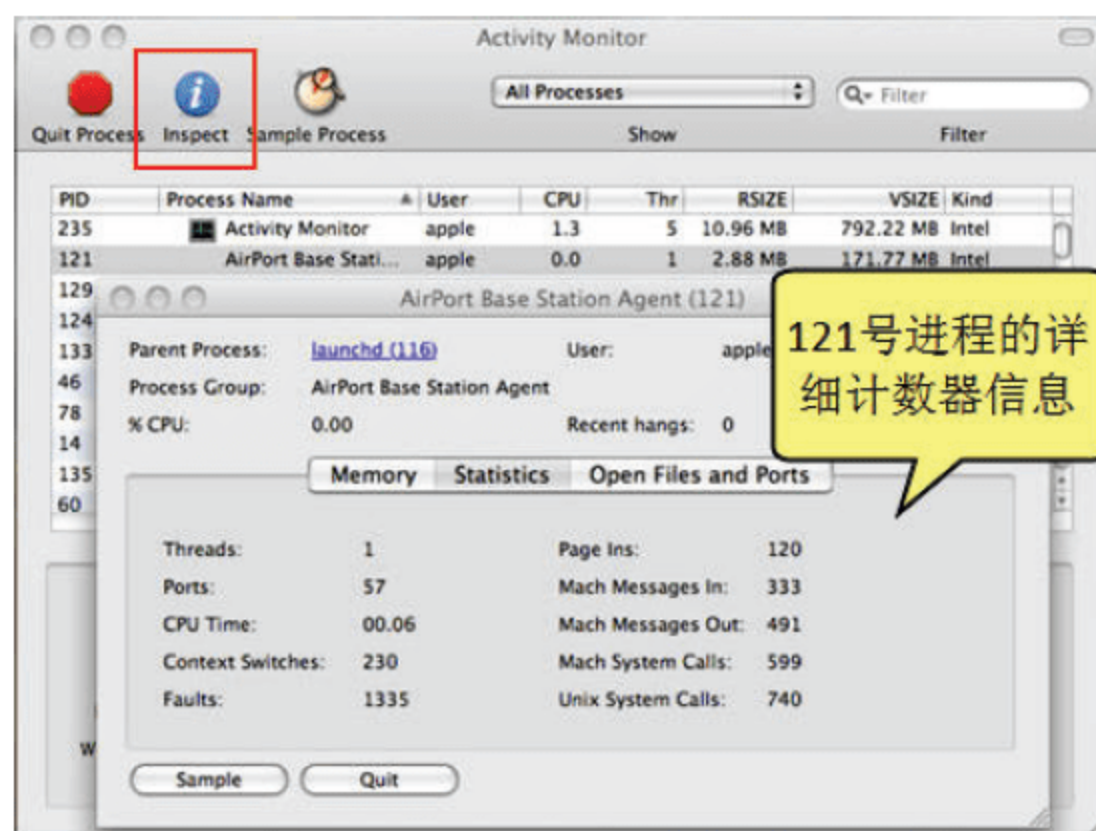 Activity Monitor
Quit Process Inspect Sample Process
All Processes
Show
Filter
Filter
PID Process Name User CPU Thr RSIZE VSIZE Kind
235 Activity Monitor apple 1.3 5 10.96 MB 792.22 MB Intel
121 AirPort Base Stati... apple 0.0 1 2.88 MB 171.77 MB Intel
129
124
133
46
78
14
135
60
AirPort Base Station Agent (121)
Parent Process: launchd (116) User: apple
Process Group: AirPort Base Station Agent
% CPU: 0.00 Recent hangs: 0
121号进程的详
细计数器信息
Memory Statistics Open Files and Ports
Threads: 1 Page Ins: 120
Ports: 57 Mach Messages In: 333
CPU Time: 00.06 Mach Messages Out: 491
Context Switches: 230 Mach System Calls: 599
Faults: 1335 Unix System Calls: 740
W
Sample Quit